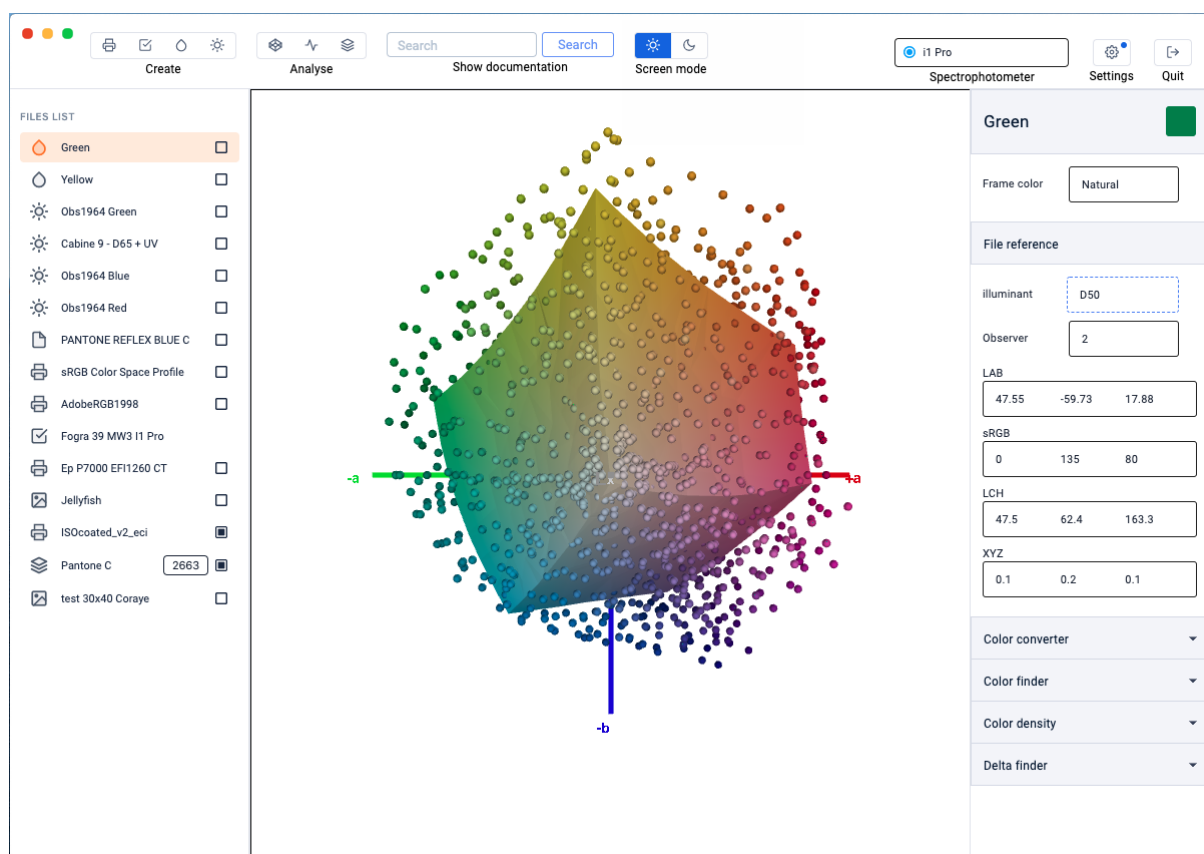 Search
Search
i1 Pro
Create
Analyse
Show documentation
Screen mode
Spectrophotometer
Settings
Quit
FILES LIST
Green
Yellow
Obs1964 Green
Cabine 9 - D65 + UV
Obs1964 Blue
Obs1964 Red
PANTONE REFLEX BLUE C
sRGB Color Space Profile
AdobeRGB1998
Fogra 39 MW3 I1 Pro
Ep P7000 EFI1260 CT
Jellyfish
ISOcoated_v2_eci
Pantone C 2663
test 30x40 Coraye
-a
+a
-b
Green
Frame color Natural
File reference
illuminant D50
Observer 2
LAB
47.55 -59.73 17.88
sRGB
0 135 80
LCH
47.5 62.4 163.3
XYZ
0.1 0.2 0.1
Color converter
Color finder
Color density
Delta finder